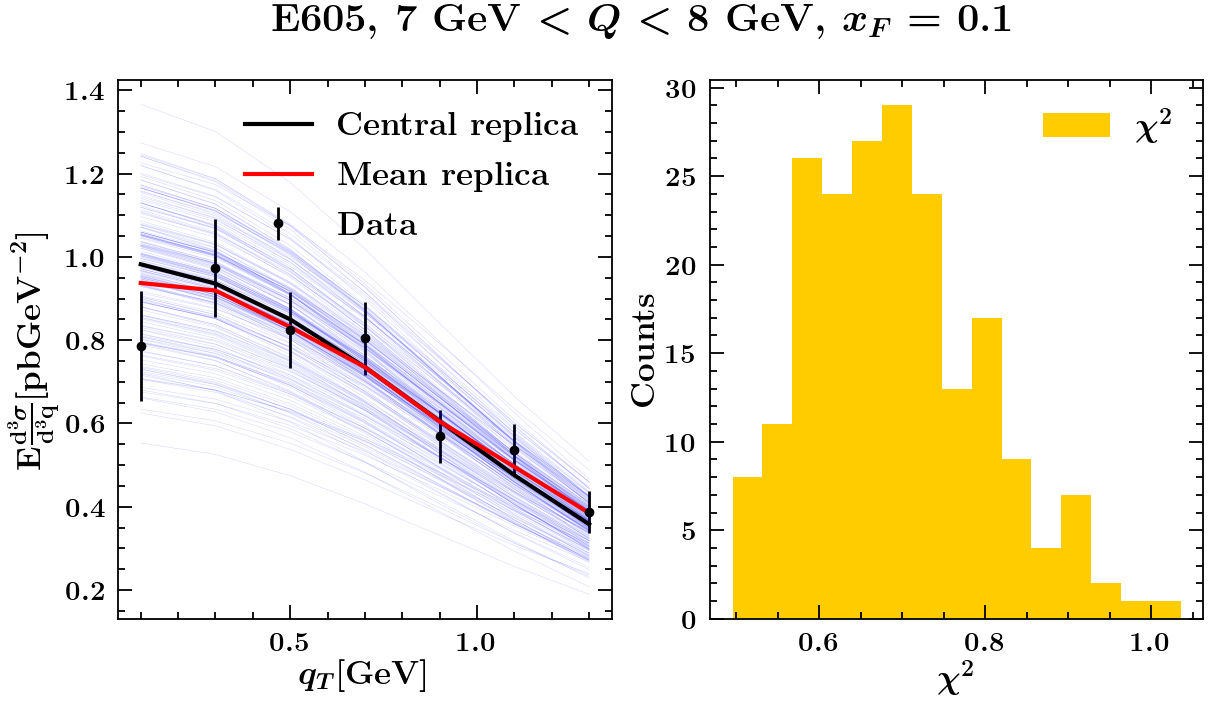 E605, 7 GeV < Q < 8 GeV, x_F = 0.1
E d³σ/d³q [pbGeV⁻²]
1.4
1.2
1.0
0.8
0.6
0.4
0.2
Central replica
Mean replica
Data
0.5 1.0
q_T[GeV]
Counts
30
25
20
15
10
5
0
χ²
0.6 0.8 1.0
χ²